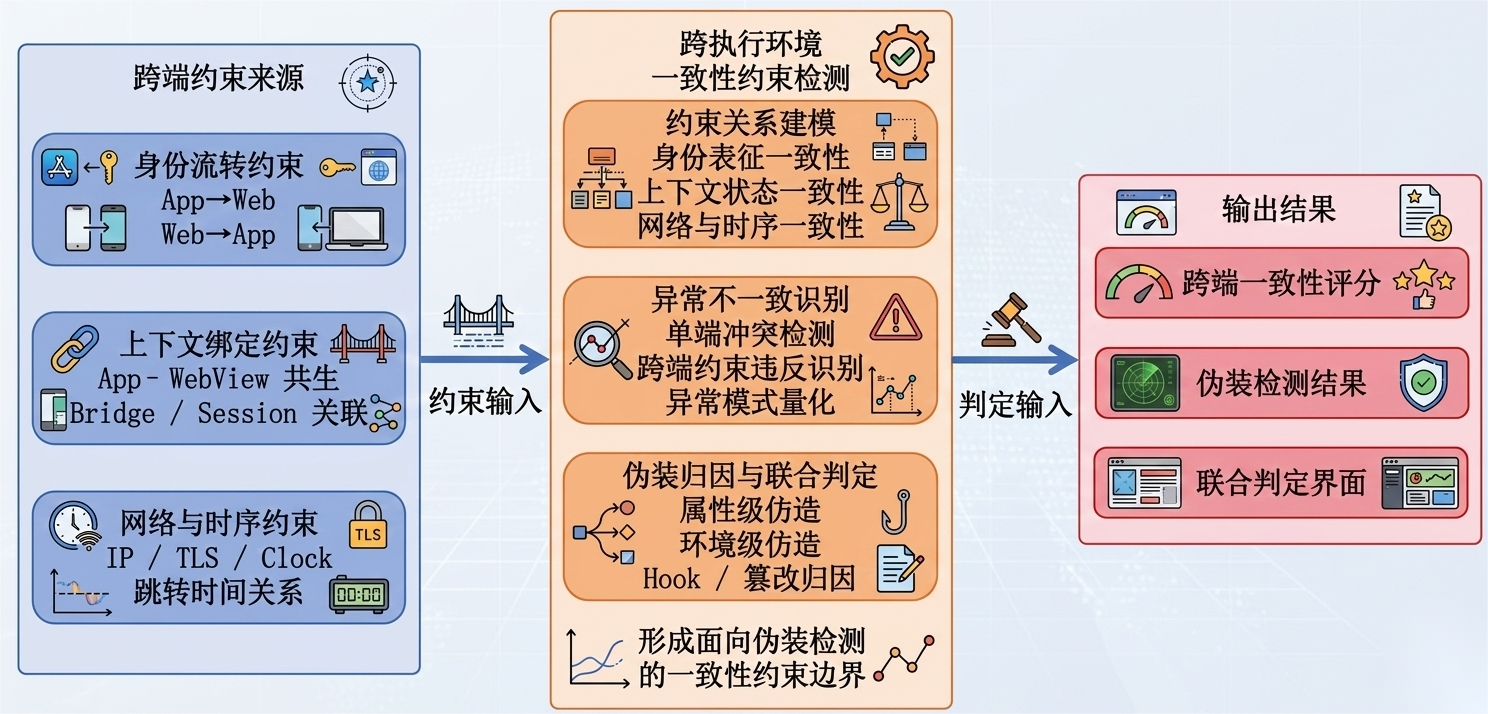 跨端约束来源
身份流转约束
App→Web
Web→App
上下文绑定约束
App–WebView 共生
Bridge / Session 关联
网络与时序约束
TLS
IP / TLS / Clock
跳转时间关系
00:00
约束输入
跨执行环境
一致性约束检测
约束关系建模
身份表征一致性
上下文状态一致性
网络与时序一致性
异常不一致识别
单端冲突检测
跨端约束违反识别
异常模式量化
伪装归因与联合判定
属性级仿造
环境级仿造
Hook / 篡改归因
形成面向伪装检测
的一致性约束边界
判定输入
输出结果
跨端一致性评分
伪装检测结果
联合判定界面